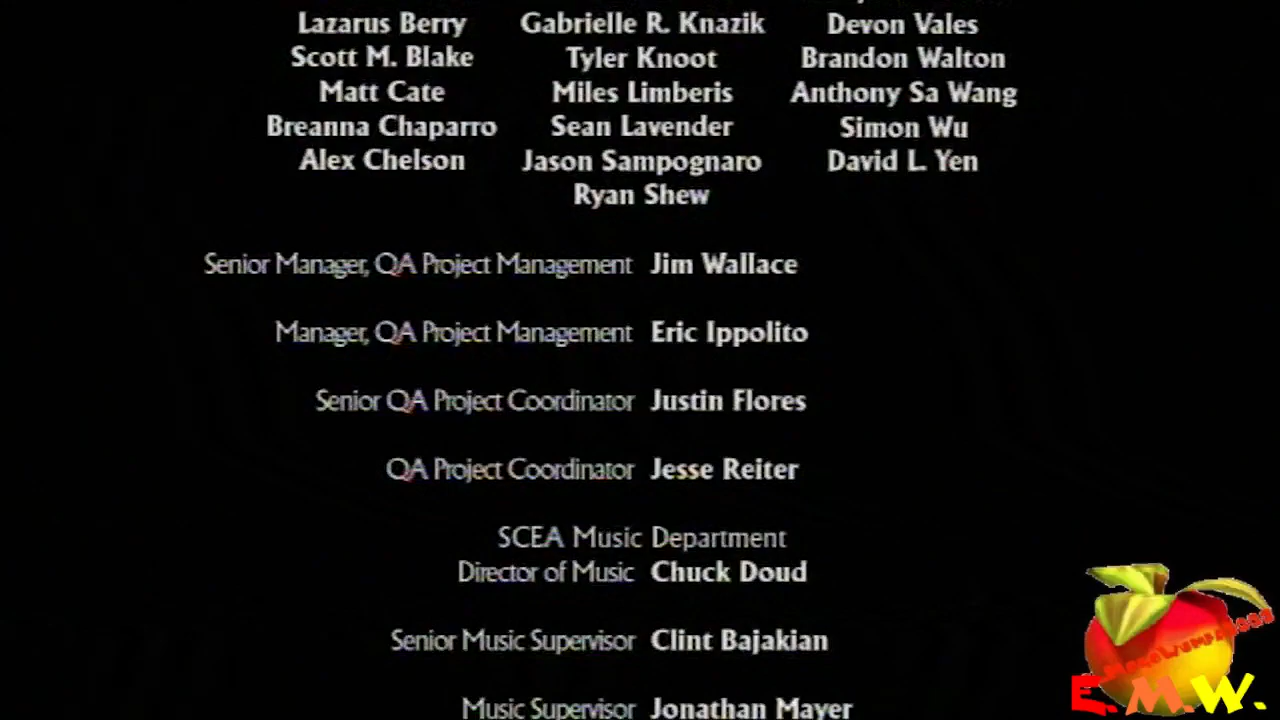 Lazarus Berry Gabrielle R. Knazik Devon Vales
Scott M. Blake Tyler Knoot Brandon Walton
Matt Cate Miles Limberis Anthony Sa Wang
Breanna Chaparro Sean Lavender Simon Wu
Alex Chelson Jason Sampognaro David L. Yen
Ryan Shew
Senior Manager, QA Project Management Jim Wallace
Manager, QA Project Management Eric Ippolito
Senior QA Project Coordinator Justin Flores
QA Project Coordinator Jesse Reiter
SCEA Music Department
Director of Music Chuck Doud
Senior Music Supervisor Clint Bajakian
Music Supervisor Jonathan Mayer
E.M.W.